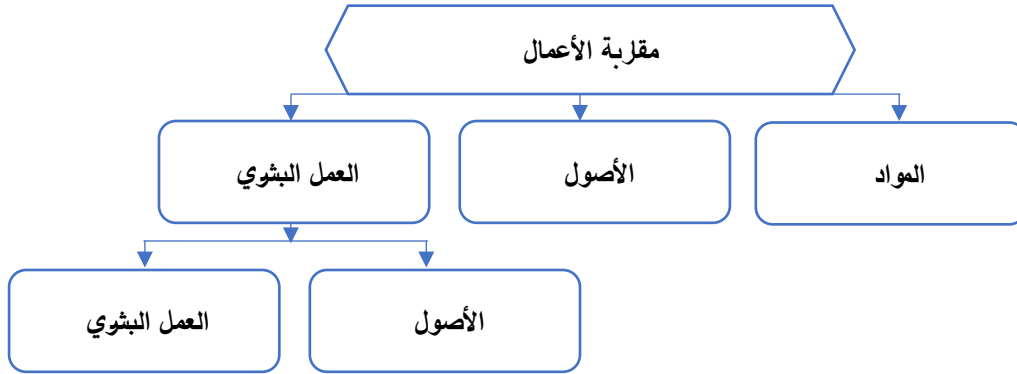 مقاربة الأعمال
المواد
الأصول
العمل البشري
الأصول
العمل البشري